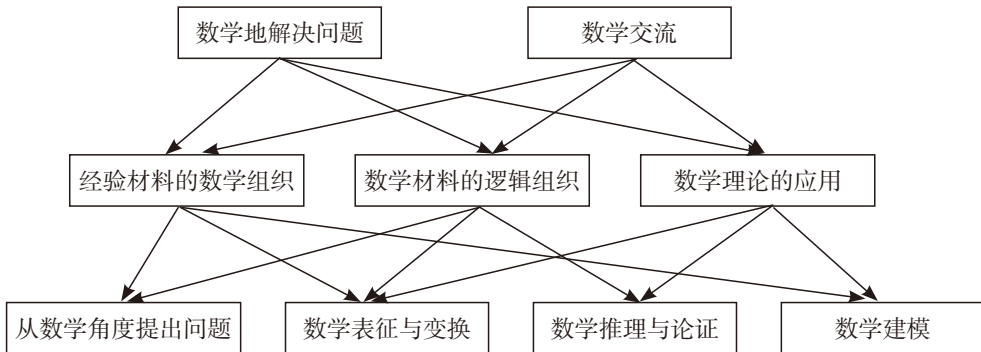 数学地解决问题
数学交流
经验材料的数学组织
数学材料的逻辑组织
数学理论的应用
从数学角度提出问题
数学表征与变换
数学推理与论证
数学建模